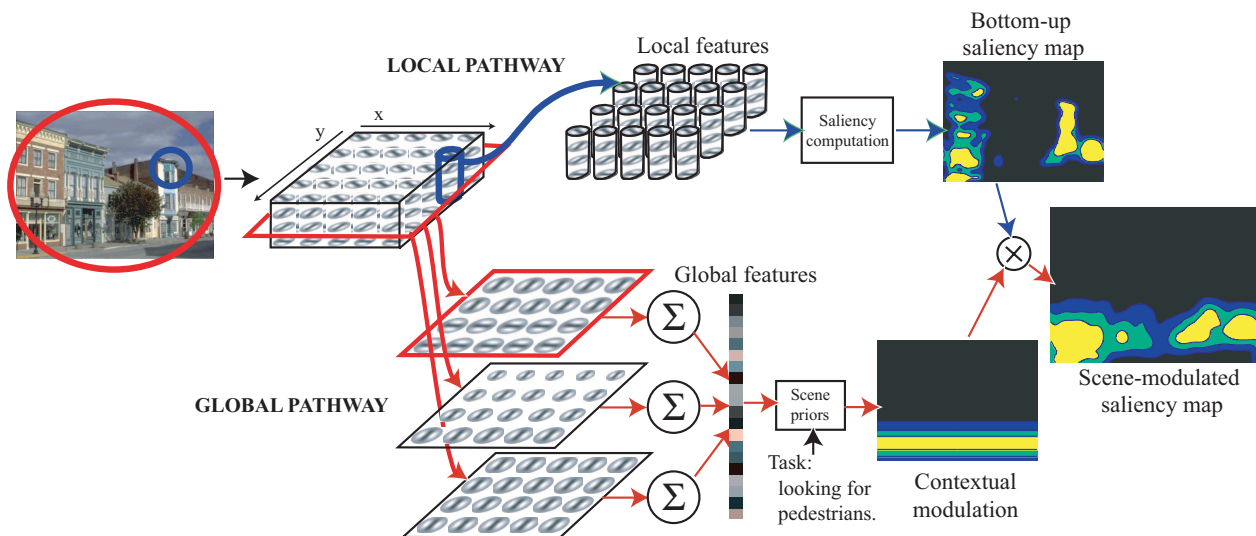 LOCAL PATHWAY
Local features
Bottom-up
saliency map
x
y
Saliency
computation
×
Global features
Σ
Σ
Σ
GLOBAL PATHWAY
Scene
priors
Task:
looking for
pedestrians.
Contextual
modulation
Scene-modulated
saliency map